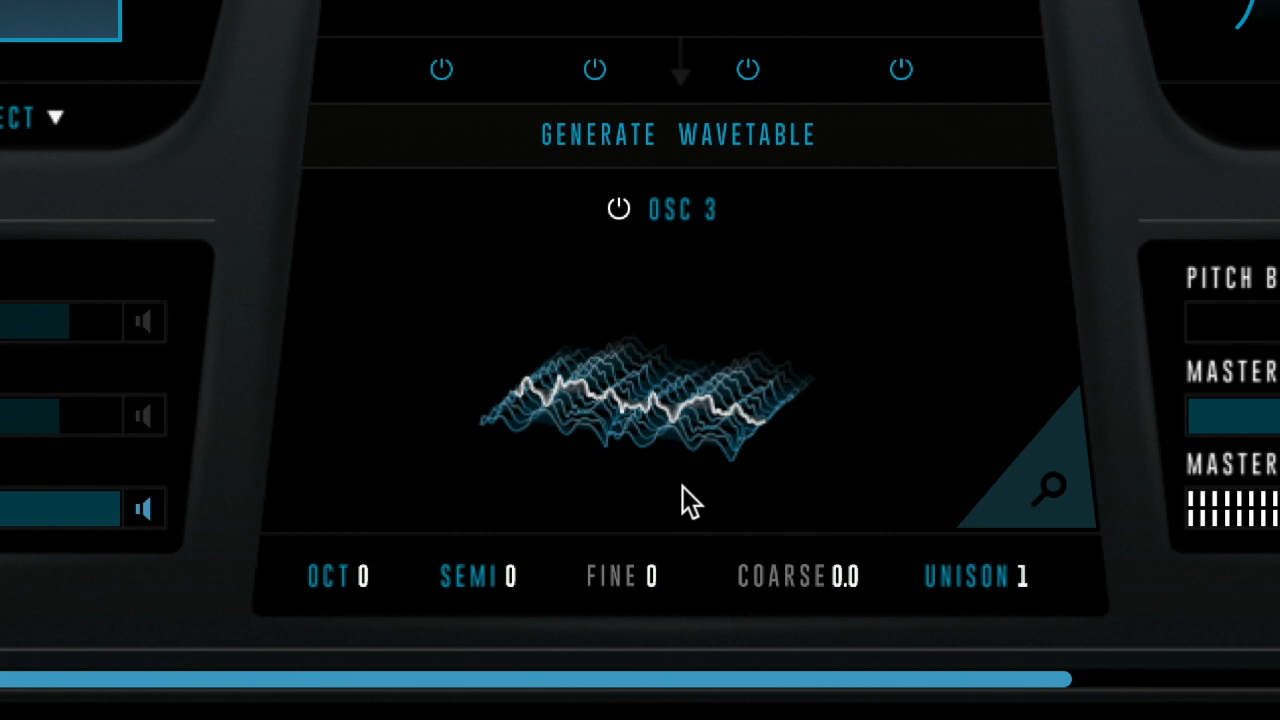 ECT
GENERATE WAVETABLE
OSC 3
PITCH B
MASTER
MASTER
OCT 0 SEMI 0 FINE 0 COARSE 0.0 UNISON 1